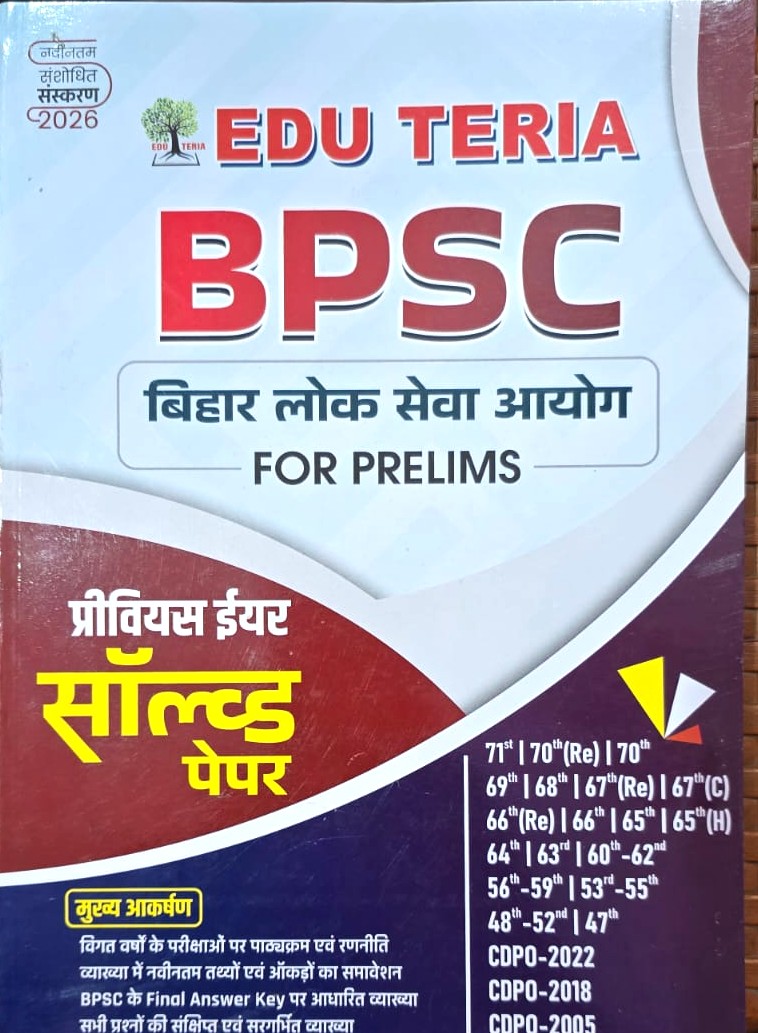 नवीनतम
संशोधित
संस्करण
2026
EDU TERIA
EDU TERIA
BPSC
बिहार लोक सेवा आयोग
FOR PRELIMS
प्रीवियस ईयर
सॉल्व्ड
पेपर
71st | 70th(Re) | 70th
69th | 68th | 67th(Re) | 67th(C)
66th(Re) | 66th | 65th | 65th(H)
64th | 63rd | 60th-62nd
56th-59th | 53rd-55th
48th-52nd | 47th
CDPO-2022
CDPO-2018
CDPO-2005
मुख्य आकर्षण
विगत वर्षों के परीक्षाओं पर पाठ्यक्रम एवं रणनीति
व्याख्या में नवीनतम तथ्यों एवं आँकड़ों का समावेशन
BPSC के Final Answer Key पर आधारित व्याख्या
सभी प्रश्नों की संक्षिप्त एवं सरगर्भित व्याख्या